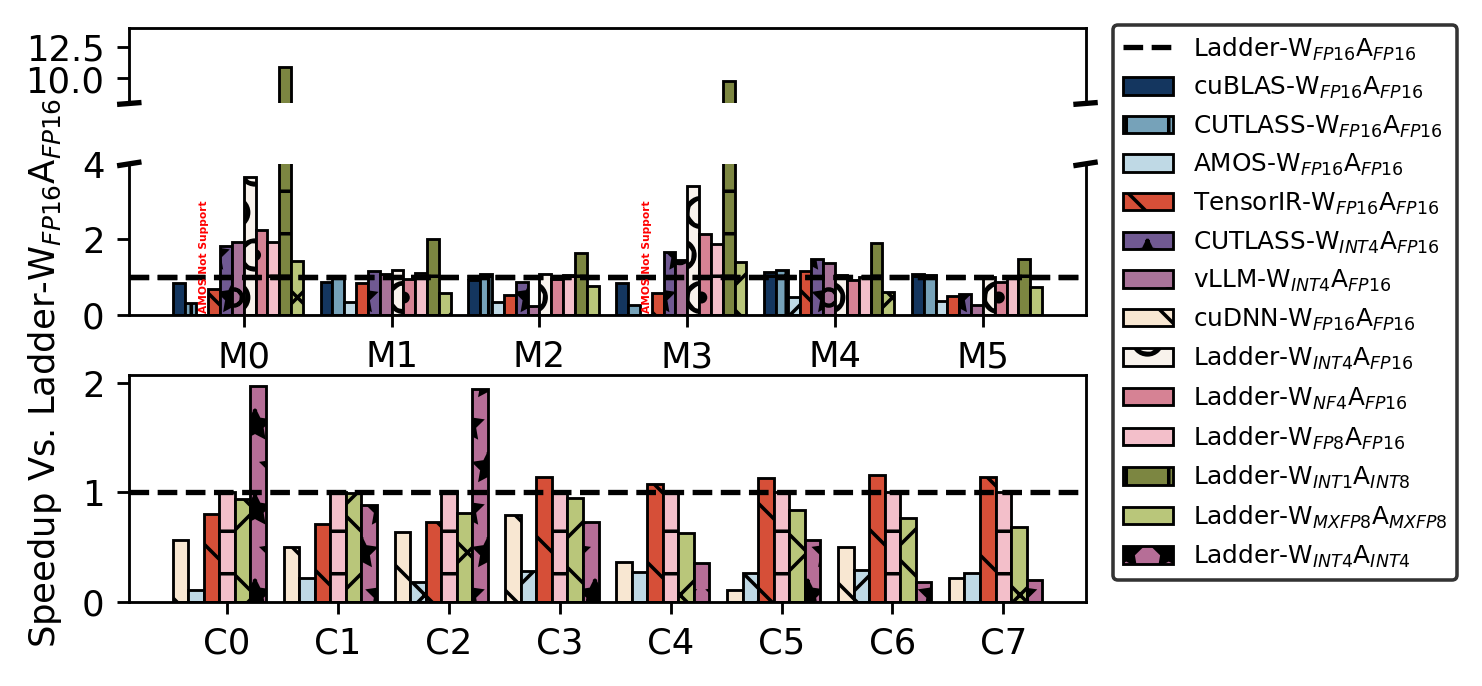 Speedup Vs. Ladder-W_FP16A_FP16
12.5
10.0
4
2
0
AMOS Not Support
AMOS Not Support
M0 M1 M2 M3 M4 M5
2
1
0
C0 C1 C2 C3 C4 C5 C6 C7
Ladder-W_FP16A_FP16
cuBLAS-W_FP16A_FP16
CUTLASS-W_FP16A_FP16
AMOS-W_FP16A_FP16
TensorIR-W_FP16A_FP16
CUTLASS-W_INT4A_FP16
vLLM-W_INT4A_FP16
cuDNN-W_FP16A_FP16
Ladder-W_INT4A_FP16
Ladder-W_NF4A_FP16
Ladder-W_FP8A_FP16
Ladder-W_INT1A_INT8
Ladder-W_MXFP8A_MXFP8
Ladder-W_INT4A_INT4